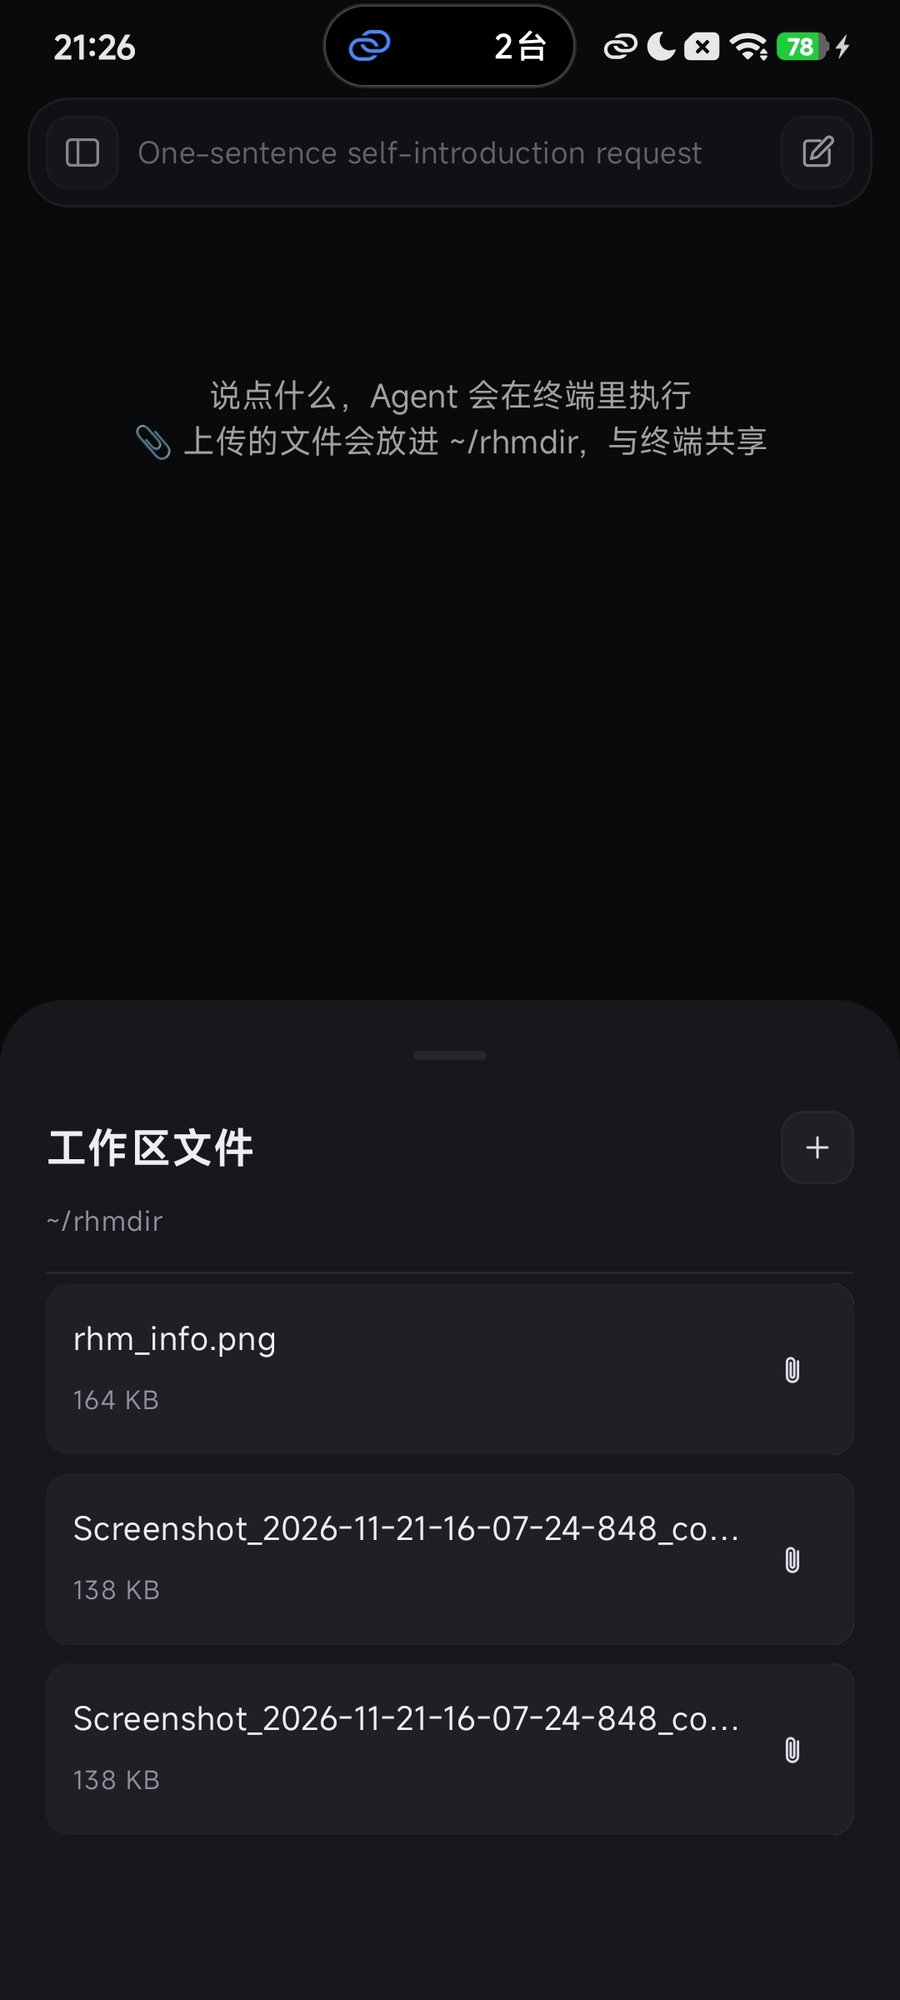 21:26
2台
78
One-sentence self-introduction request
说点什么，Agent 会在终端里执行
上传的文件会放进 ~/rhmdir，与终端共享
工作区文件
~/rhmdir
rhm_info.png
164 KB
Screenshot_2026-11-21-16-07-24-848_co...
138 KB
Screenshot_2026-11-21-16-07-24-848_co...
138 KB